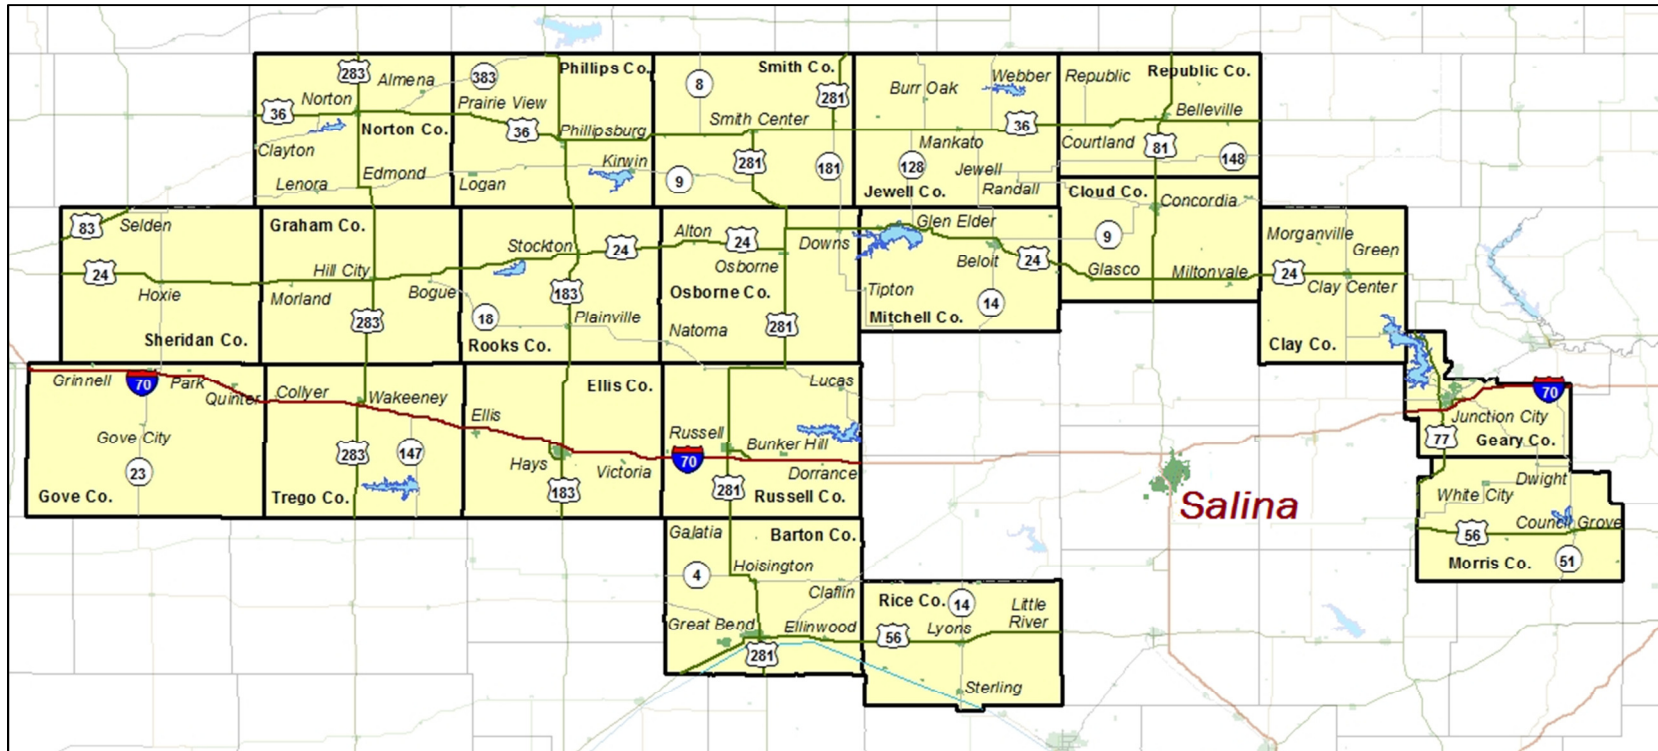 283
Almena
383
Phillips Co.
8
Smith Co.
281
Burr Oak
Webber
Republic
Republic Co.
36
Norton
Prairie View
36
Norton Co.
Phillipsburg
Smith Center
36
Belleville
Clayton
Mankato
Courtland
81
148
281
181
128
Jewell
Edmond
Kirwin
Lenora
Logan
9
Jewell Co.
Randall
Cloud Co.
Concordia
83
Selden
Graham Co.
Stockton
24
Alton
24
Downs
Glen Elder
9
Morganville
Green
24
Hoxie
Hill City
Morland
Bogue
Osborne
Beloit
24
Glasco
Miltonvale
24
Clay Center
183
Osborne Co.
Tipton
14
283
18
Plainville
Natoma
281
Mitchell Co.
Sheridan Co.
Rooks Co.
Clay Co.
Grinnell
70
Park
Quinter
Collyer
Wakeeney
Ellis Co.
Lucas
70
Ellis
Junction City
Gove City
283
147
Russell
Bunker Hill
77
Geary Co.
23
Hays
Victoria
70
Dorrance
Gove Co.
Trego Co.
183
281
Russell Co.
Salina
Dwight
White City
Council Grove
56
Galatia
Barton Co.
Morris Co.
51
4
Hoisington
Claflin
Rice Co.
14
Little
River
Great Bend
Ellinwood
56
Lyons
281
Sterling